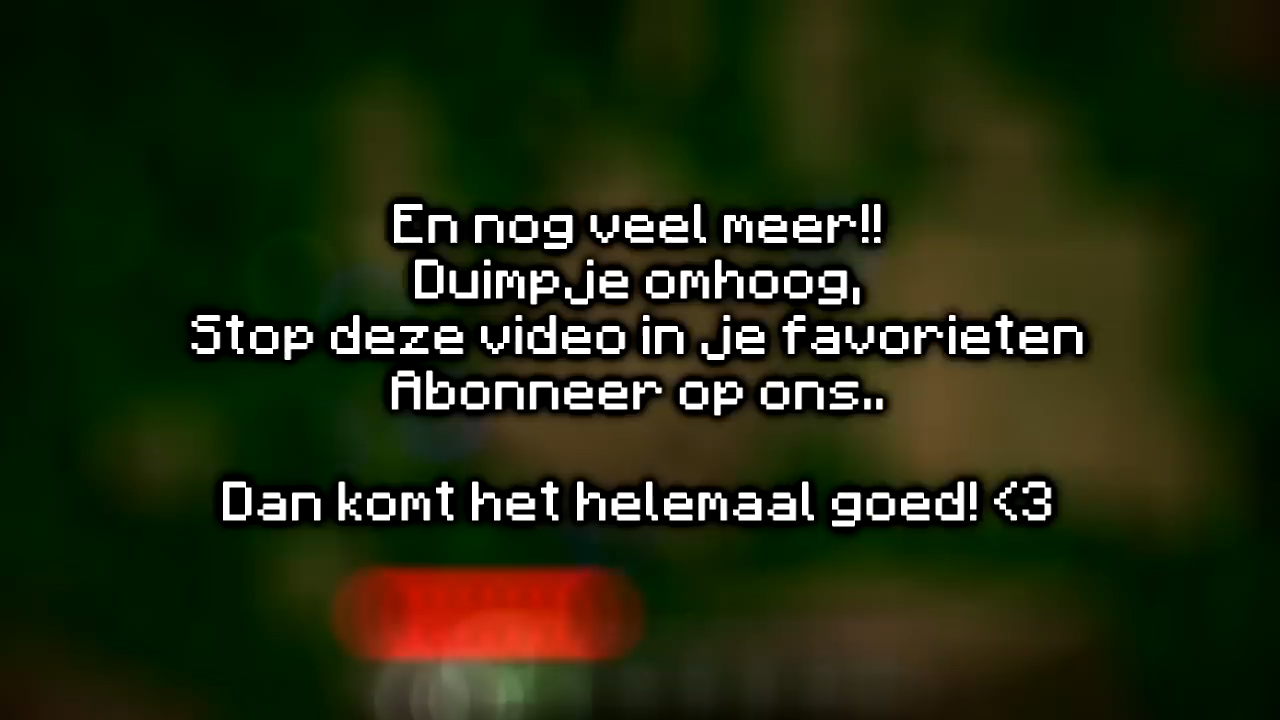 En nog veel meer!!
Duimpje omhoog,
Stop deze video in je favorieten
Abonneer op ons..
Dan komt het helemaal goed! <3